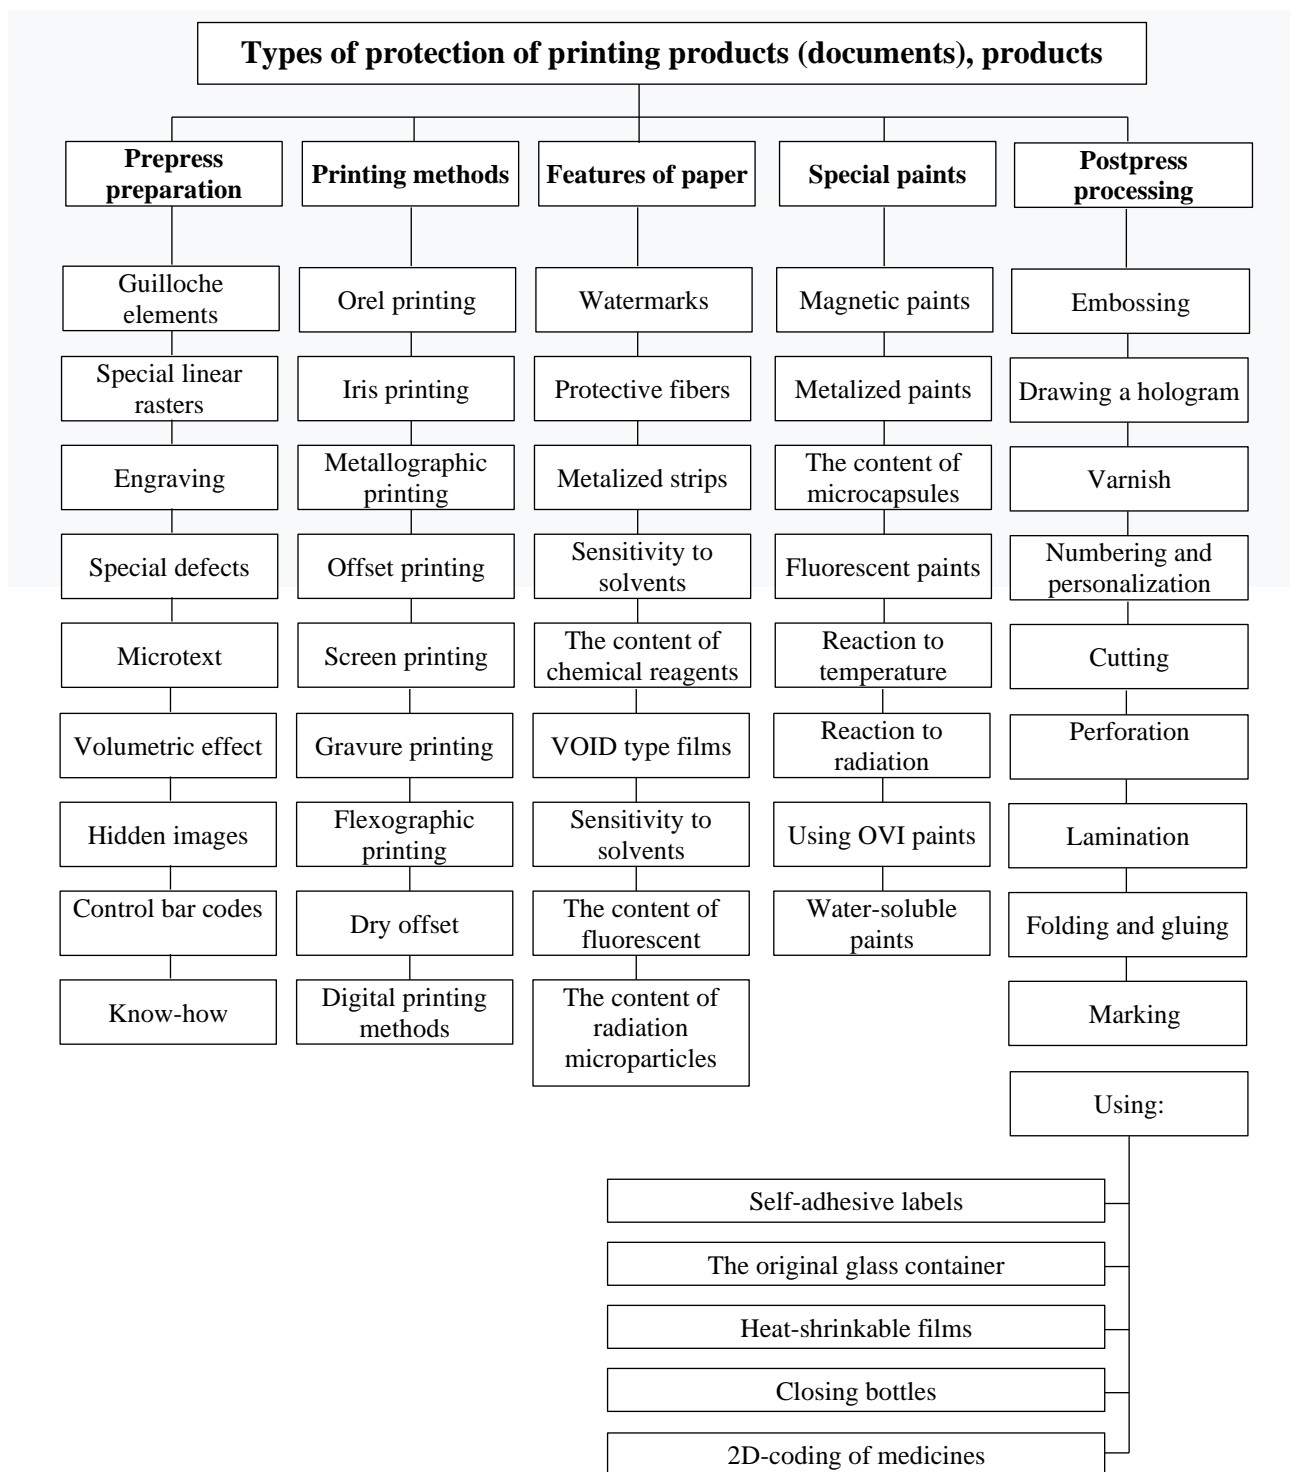 Types of protection of printing products (documents), products
Prepress
preparation
Guilloche
elements
Special linear
rasters
Engraving
Special defects
Microtext
Volumetric effect
Hidden images
Control bar codes
Know-how
Printing methods
Orel printing
Iris printing
Metallographic
printing
Offset printing
Screen printing
Gravure printing
Flexographic
printing
Dry offset
Digital printing
methods
Features of paper
Watermarks
Protective fibers
Metalized strips
Sensitivity to
solvents
The content of
chemical reagents
VOID type films
Sensitivity to
solvents
The content of
fluorescent
The content of
radiation
microparticles
Special paints
Magnetic paints
Metalized paints
The content of
microcapsules
Fluorescent paints
Reaction to
temperature
Reaction to
radiation
Using OVI paints
Water-soluble
paints
Postpress
processing
Embossing
Drawing a hologram
Varnish
Numbering and
personalization
Cutting
Perforation
Lamination
Folding and gluing
Marking
Using:
Self-adhesive labels
The original glass container
Heat-shrinkable films
Closing bottles
2D-coding of medicines